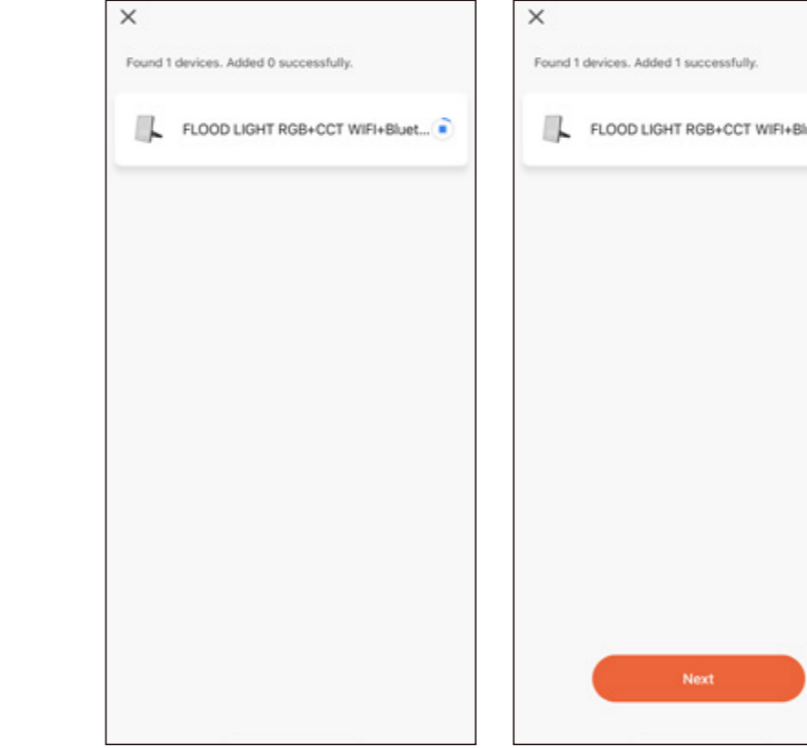 Found 1 devices. Added 0 successfully.
FLOOD LIGHT RGB+CCT WIFI+Bluet...
Found 1 devices. Added 1 successfully.
FLOOD LIGHT RGB+CCT WIFI+Blu
Next